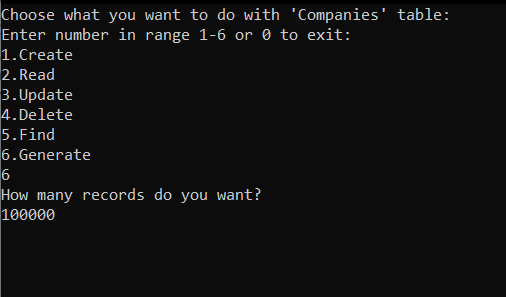 Choose what you want to do with 'Companies' table:
Enter number in range 1-6 or 0 to exit:
1.Create
2.Read
3.Update
4.Delete
5.Find
6.Generate
6
How many records do you want?
100000